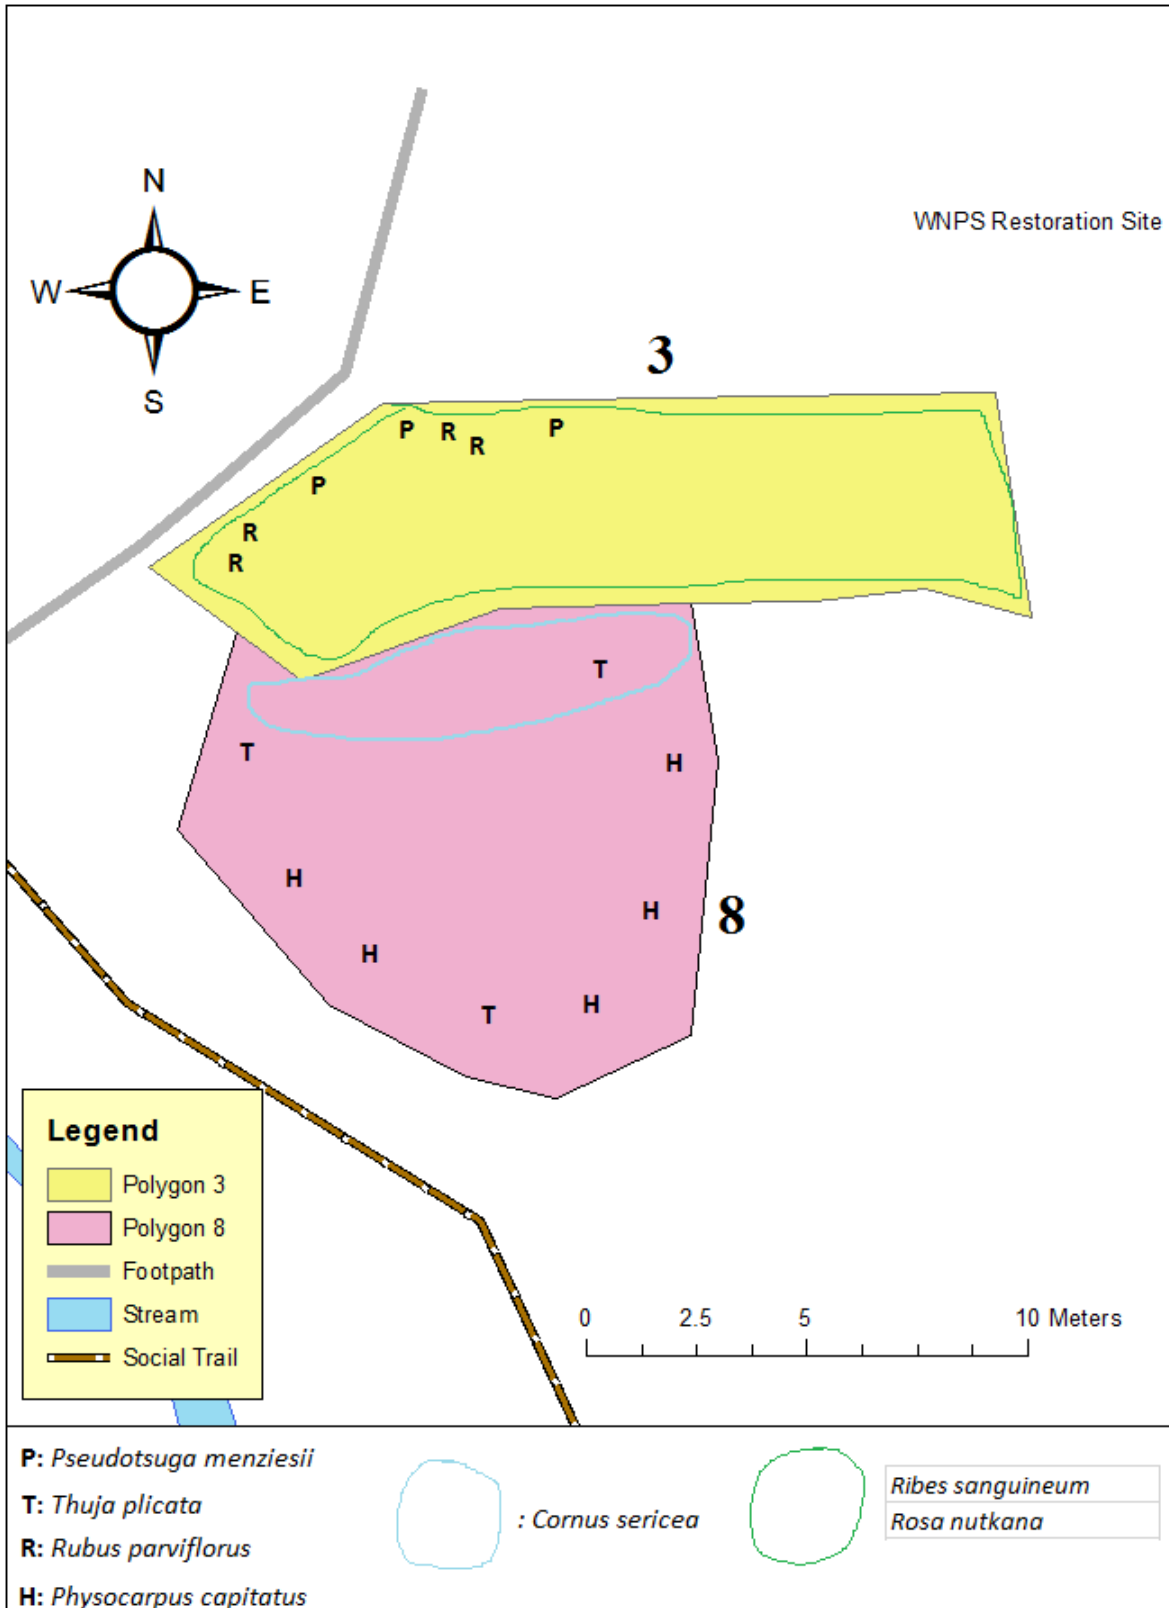 N
WNPS Restoration Site
W E
S
3
P R R P
P
R
R
T
T
H
H
H
8
H
T H
Legend
Polygon 3
Polygon 8
Footpath
Stream
Social Trail
0 2.5 5 10 Meters
P: Pseudotsuga menziesii
T: Thuja plicata
R: Rubus parviflorus
H: Physocarpus capitatus
: Cornus sericea
Ribes sanguineum
Rosa nutkana